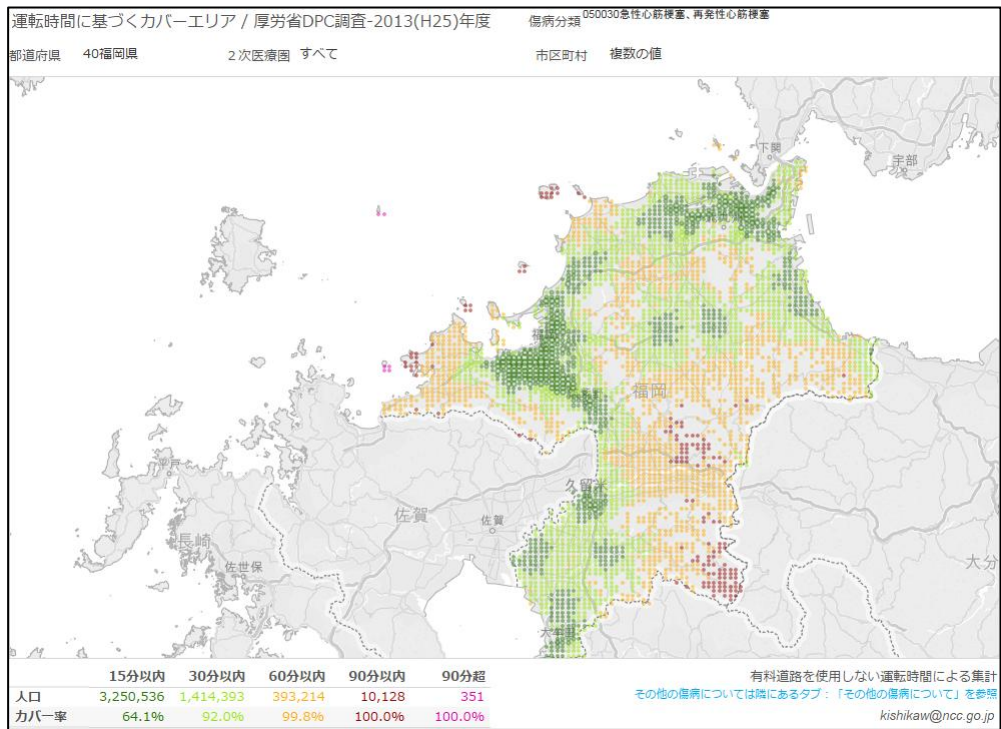 運転時間に基づくカバーエリア / 厚労省DPC調査-2013(H25)年度
傷病分類 050030急性心筋梗塞、再発性心筋梗塞
都道府県 40福岡県 2次医療圏 すべて 市区町村 複数の値
下関
宇部
福岡
久留米
佐賀
佐賀
長崎
佐世保
大分
大牟田
15分以内 30分以内 60分以内 90分以内 90分超
人口 3,250,536 1,414,393 393,214 10,128 351
カバー率 64.1% 92.0% 99.8% 100.0% 100.0%
有料道路を使用しない運転時間による集計
その他の傷病については隣にあるタブ：「その他の傷病について」を参照
kishikaw@ncc.go.jp